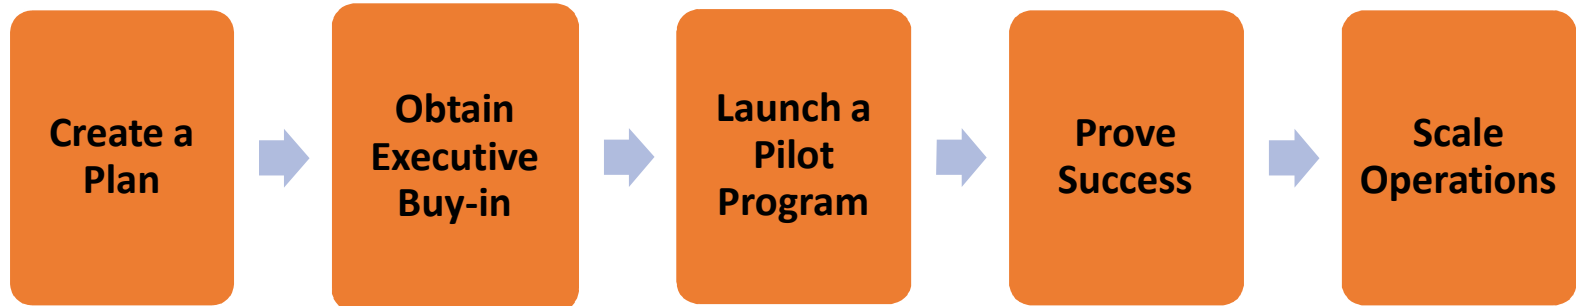 Create a
Plan
Obtain
Executive
Buy-in
Launch a
Pilot
Program
Prove
Success
Scale
Operations